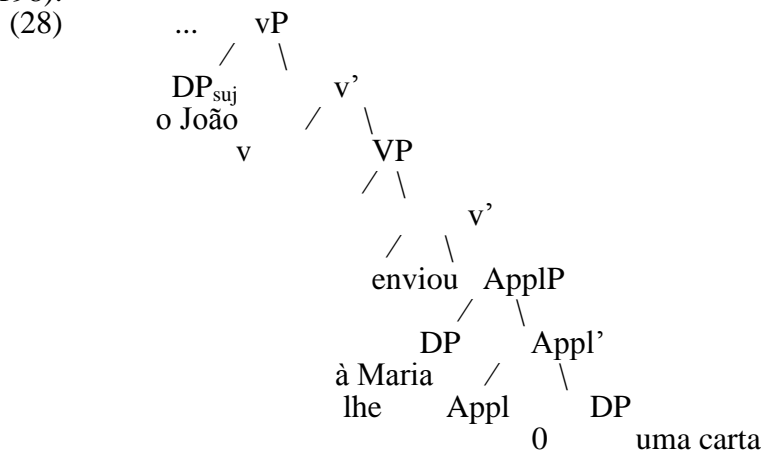 (28) ... vP
DPsuj v’
o João
v VP
v’
enviou ApplP
DP Appl’
à Maria
lhe Appl DP
0 uma carta